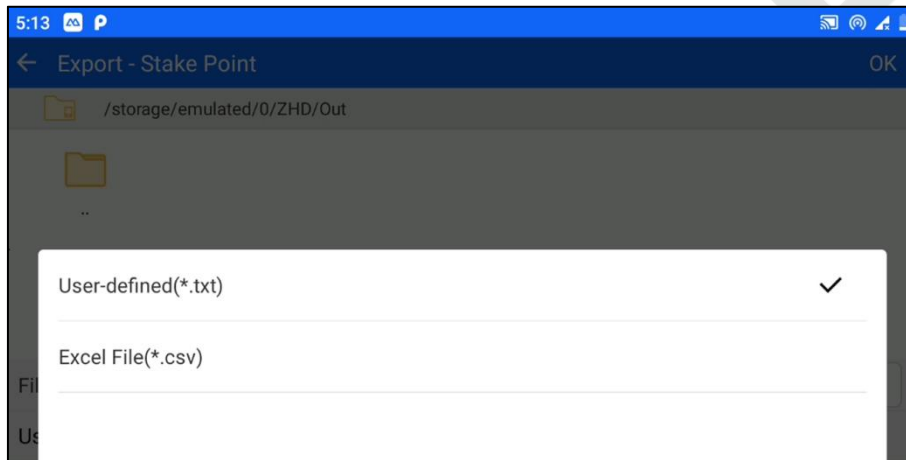 5:13
Export - Stake Point OK
/storage/emulated/0/ZHD/Out
..
User-defined(*.txt)
Excel File(*.csv)